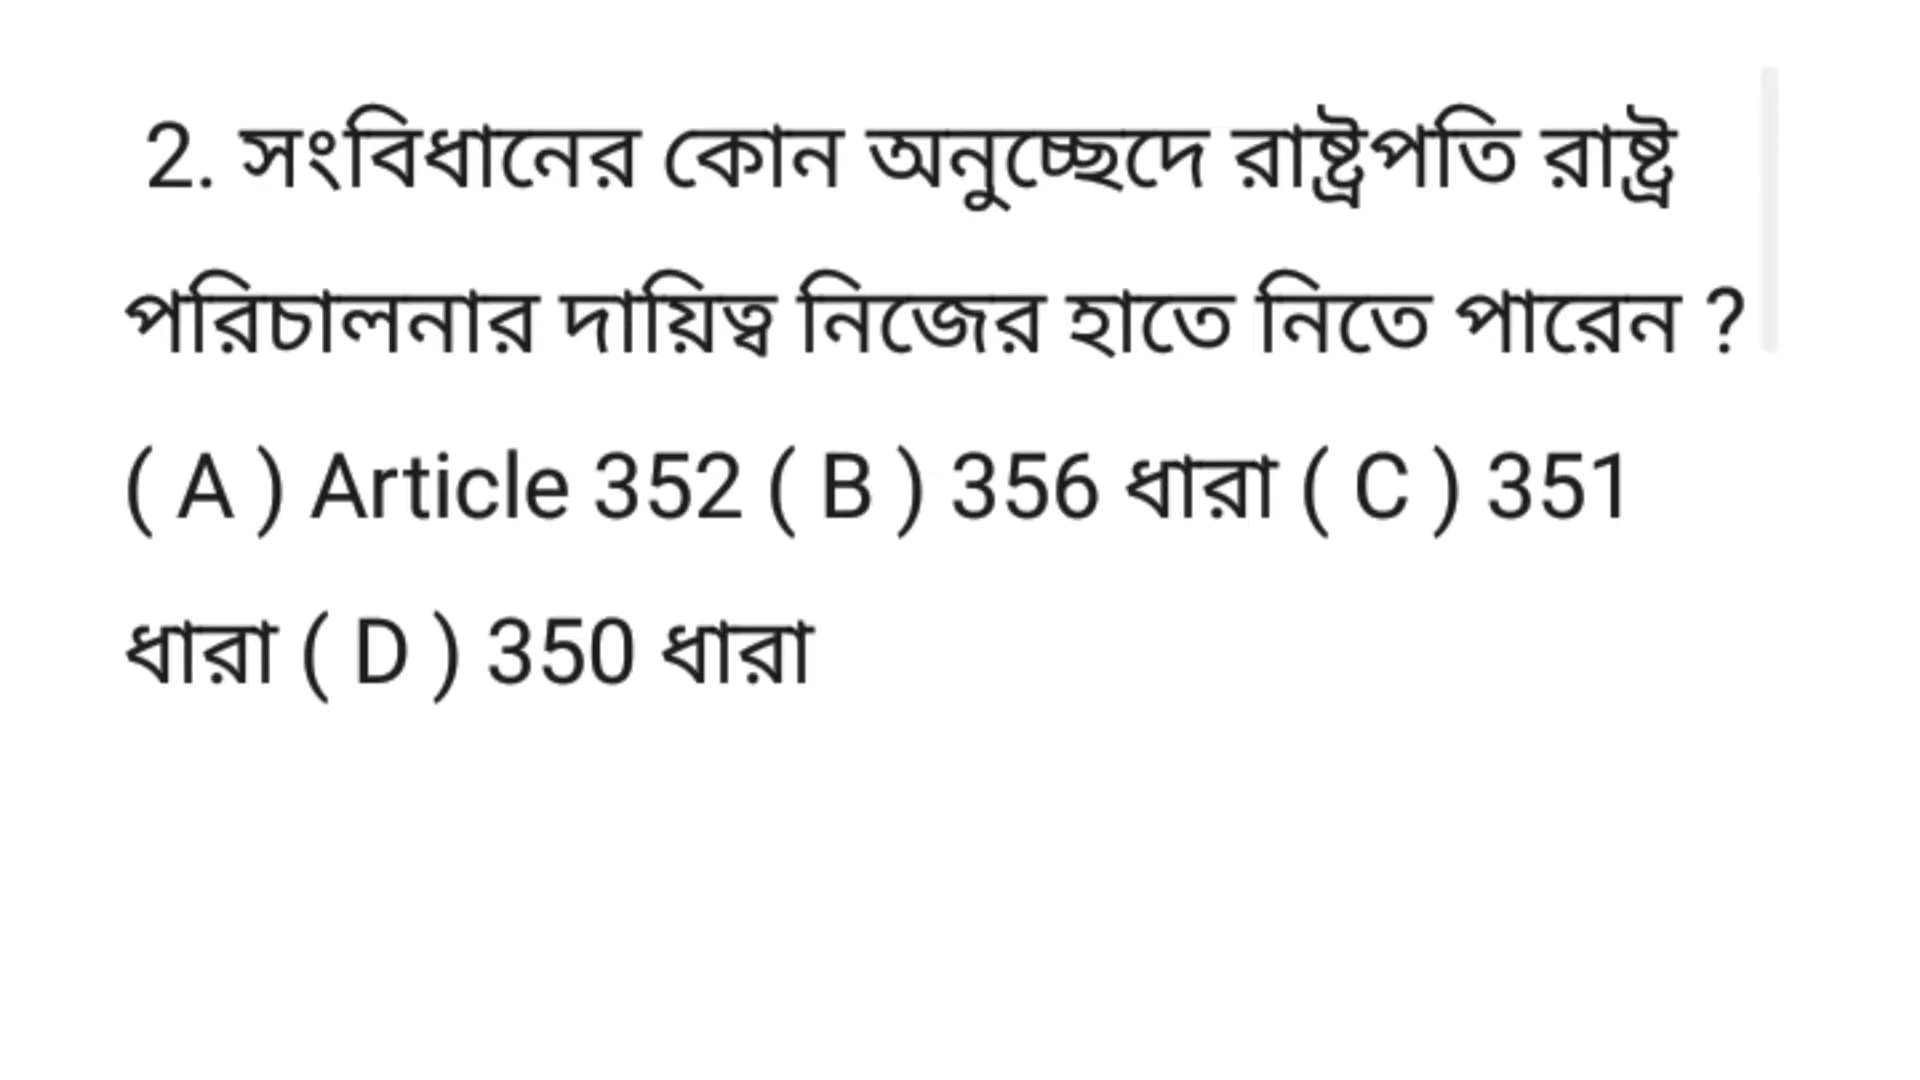 2. সংবিধানের কোন অনুচ্ছেদে রাষ্ট্রপতি রাষ্ট্র
পরিচালনার দায়িত্ব নিজের হাতে নিতে পারেন ?
( A ) Article 352 ( B ) 356 ধারা ( C ) 351
ধারা ( D ) 350 ধারা